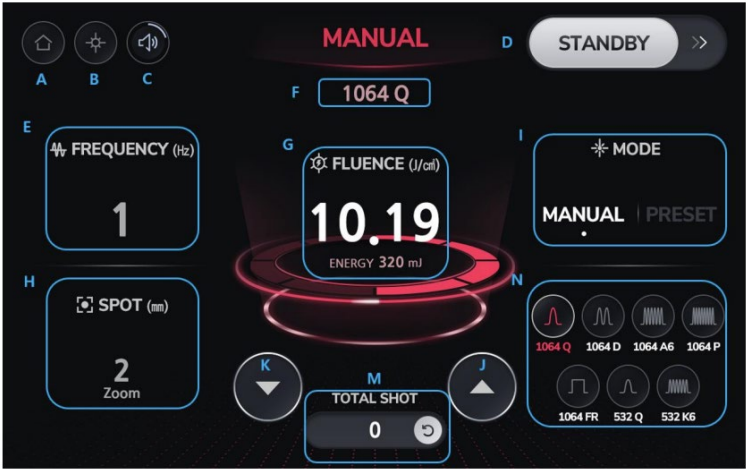 MANUAL
D
STANDBY
A B C
F
1064 Q
E
FREQUENCY (Hz)
1
G
FLUENCE (J/㎠)
10.19
ENERGY 320 mJ
I
MODE
MANUAL | PRESET
H
SPOT (mm)
2
Zoom
N
1064 Q 1064 D 1064 A6 1064 P
1064 FR 532 Q 532 K6
K
M
J
TOTAL SHOT
0